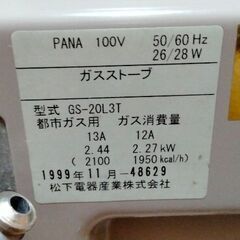 PANA 100V 50/60 Hz
26/28 W
ガスストーブ
型式 GS-20L3T
都市ガス用 ガス消費量
13A 12A
2.44 2.27 kW
( 2100 1950 kcal/h )
1999年11月-48629
松下電器産業株式会社